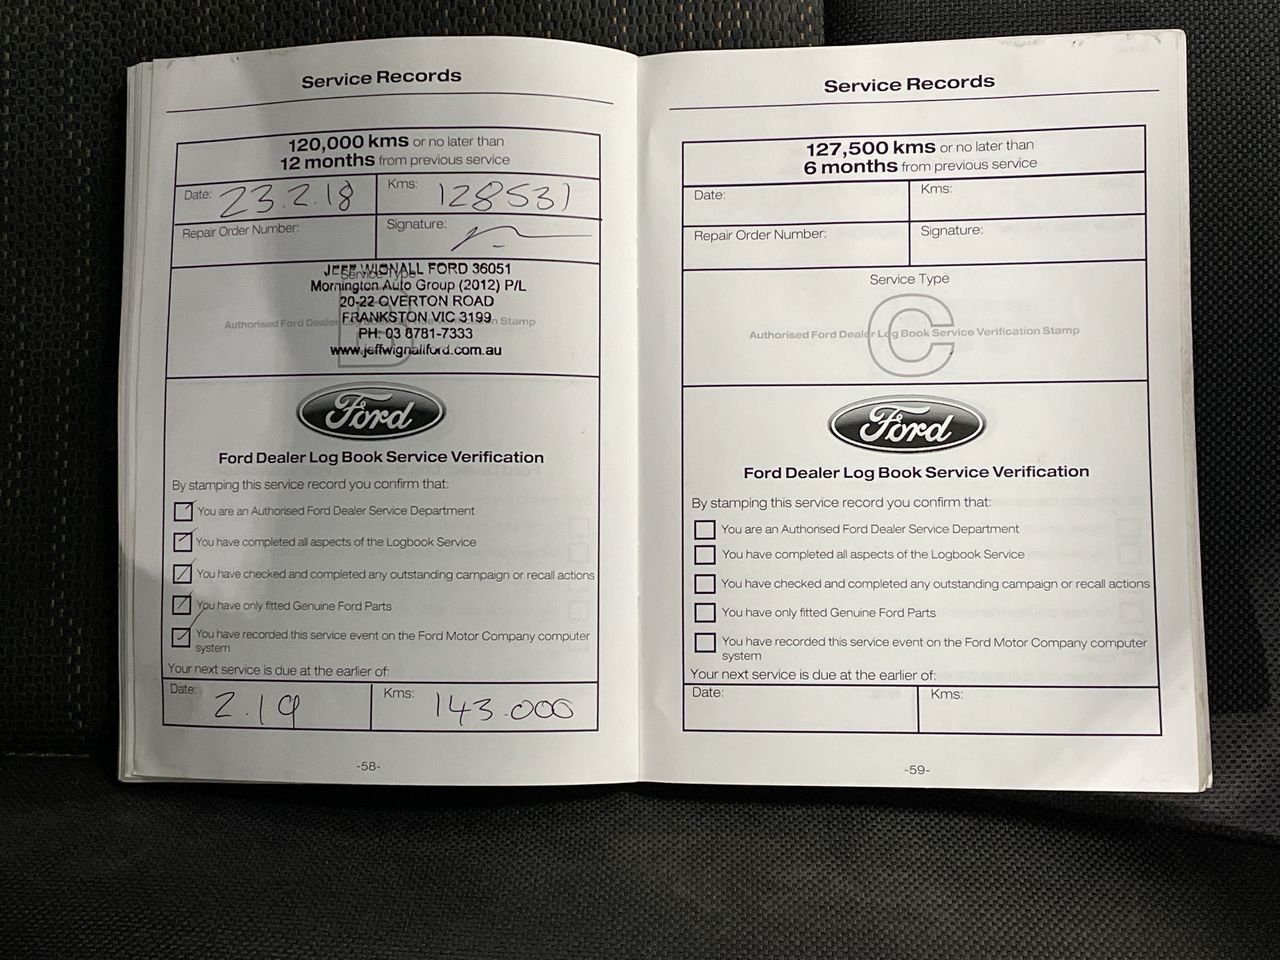 Service Records
120,000 kms or no later than
12 months from previous service
Date: 23.2.18
Kms: 128531
Repair Order Number:
Signature:
Service Type
JEFF WIGNALL FORD 36051
Mornington Auto Group (2012) P/L
20-22 OVERTON ROAD
FRANKSTON VIC 3199
Authorised Ford Dealer Stamp
PH: 03 8781-7333
www.jeffwignallford.com.au
Ford
Ford Dealer Log Book Service Verification
By stamping this service record you confirm that:
You are an Authorised Ford Dealer Service Department
You have completed all aspects of the Logbook Service
You have checked and completed any outstanding campaign or recall actions
You have only fitted Genuine Ford Parts
You have recorded this service event on the Ford Motor Company computer
system
Your next service is due at the earlier of:
Date: 2.19
Kms: 143.000
-58-
Service Records
127,500 kms or no later than
6 months from previous service
Date:
Kms:
Repair Order Number:
Signature:
Service Type
C
Authorised Ford Dealer Log Book Service Verification Stamp
Ford
Ford Dealer Log Book Service Verification
By stamping this service record you confirm that:
You are an Authorised Ford Dealer Service Department
You have completed all aspects of the Logbook Service
You have checked and completed any outstanding campaign or recall actions
You have only fitted Genuine Ford Parts
You have recorded this service event on the Ford Motor Company computer
system
Your next service is due at the earlier of:
Date:
Kms:
-59-